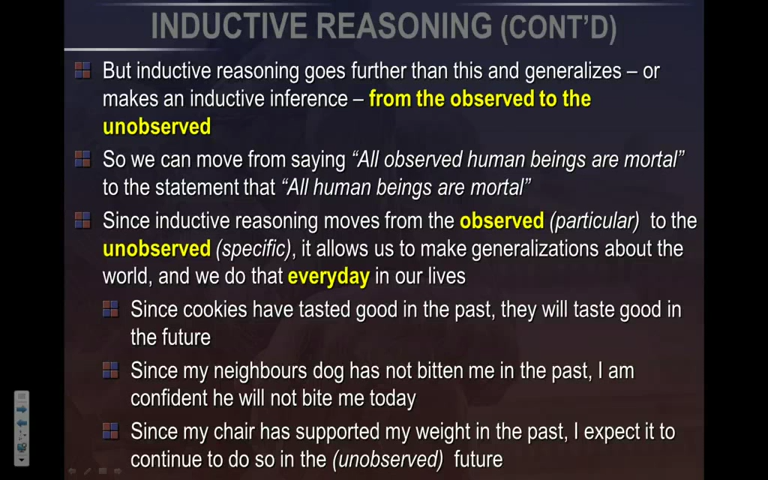 INDUCTIVE REASONING (CONT'D)
But inductive reasoning goes further than this and generalizes – or
makes an inductive inference – from the observed to the
unobserved
So we can move from saying “All observed human beings are mortal”
to the statement that “All human beings are mortal”
Since inductive reasoning moves from the observed (particular) to the
unobserved (specific), it allows us to make generalizations about the
world, and we do that everyday in our lives
Since cookies have tasted good in the past, they will taste good in
the future
Since my neighbours dog has not bitten me in the past, I am
confident he will not bite me today
Since my chair has supported my weight in the past, I expect it to
continue to do so in the (unobserved) future